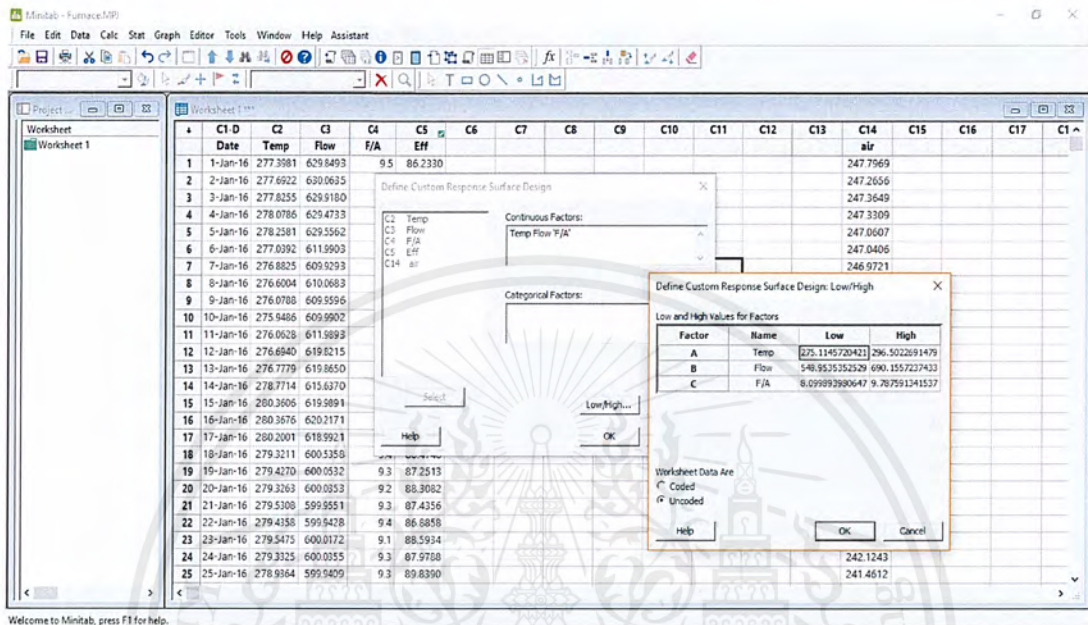 Minitab - Furnace.MPJ
File Edit Data Calc Stat Graph Editor Tools Window Help Assistant
Project ...
Worksheet 1 ***
Worksheet
Worksheet 1
C1-D C2 C3 C4 C5 C6 C7 C8 C9 C10 C11 C12 C13 C14 C15 C16 C17 C1
Date Temp Flow F/A Eff air
1 1-Jan-16 277.3981 629.8493 9.5 86.2330 247.7969
2 2-Jan-16 277.6922 630.0635 247.2656
3 3-Jan-16 277.8255 629.9180 247.3649
4 4-Jan-16 278.0786 629.4733 247.3309
5 5-Jan-16 278.2581 629.5562 247.0607
6 6-Jan-16 277.0392 611.9903 247.0406
7 7-Jan-16 276.8825 609.9293 246.9721
8 8-Jan-16 276.6004 610.0683
9 9-Jan-16 276.0788 609.9596
10 10-Jan-16 275.9486 609.9902
11 11-Jan-16 276.0628 611.9893
12 12-Jan-16 276.6940 619.8215
13 13-Jan-16 276.7779 619.8650
14 14-Jan-16 278.7714 615.6370
15 15-Jan-16 280.3606 619.9891
16 16-Jan-16 280.3676 620.2171
17 17-Jan-16 280.2001 618.9921
18 18-Jan-16 279.3211 600.5358
19 19-Jan-16 279.4270 600.0532 9.3 87.2513
20 20-Jan-16 279.3263 600.0353 9.2 88.3082
21 21-Jan-16 279.5308 599.9551 9.3 87.4356
22 22-Jan-16 279.4358 599.9428 9.4 86.8858
23 23-Jan-16 279.5475 600.0172 9.1 88.5934
24 24-Jan-16 279.3325 600.0355 9.3 87.9788 242.1243
25 25-Jan-16 278.9364 599.9409 9.3 89.8390 241.4612
Define Custom Response Surface Design
C2 Temp
C3 Flow
C4 F/A
C5 Eff
C14 air
Continuous Factors:
Temp Flow 'F/A'
Categorical Factors:
Select
Low/High...
Help
OK
Define Custom Response Surface Design: Low/High
Low and High Values for Factors
Factor Name Low High
A Temp 275.1145720421 296.5022691479
B Flow 548.9535352529 690.1557237433
C F/A 8.099893980647 9.787591341537
Worksheet Data Are
Coded
Uncoded
Help
OK
Cancel
Welcome to Minitab, press F1 for help.